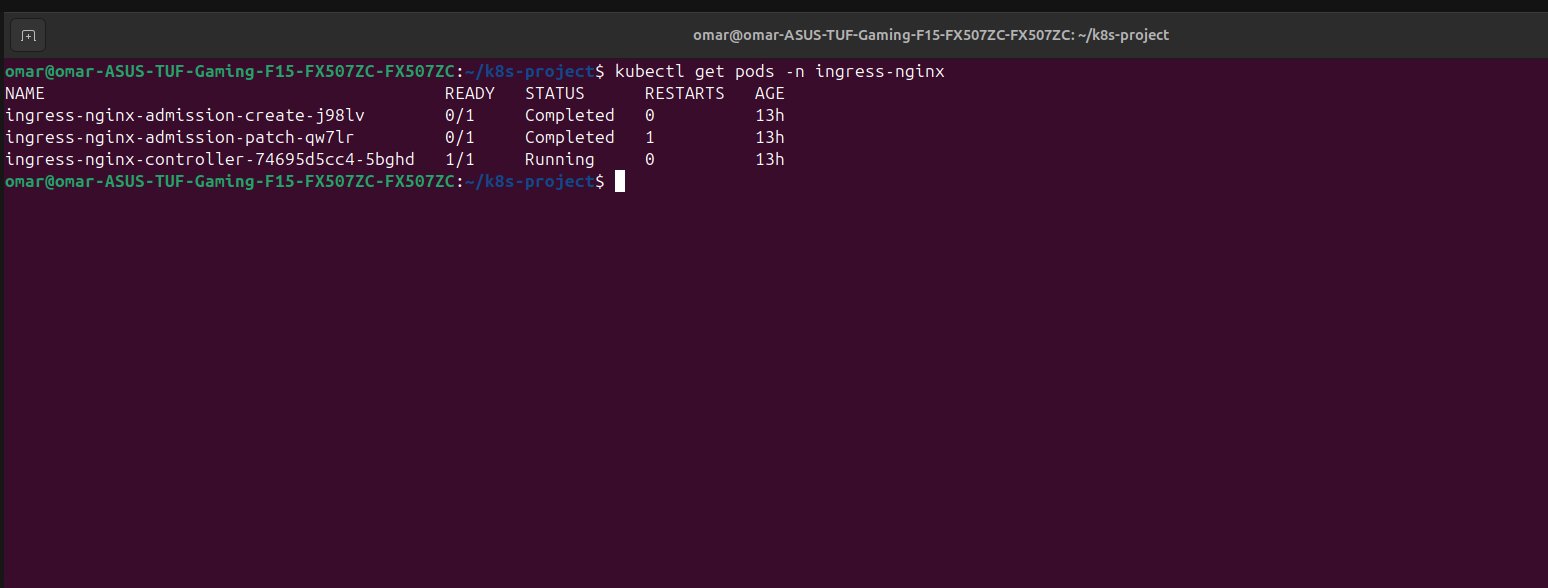 omar@omar-ASUS-TUF-Gaming-F15-FX507ZC-FX507ZC: ~/k8s-project
omar@omar-ASUS-TUF-Gaming-F15-FX507ZC-FX507ZC:~/k8s-project$ kubectl get pods -n ingress-nginx
NAME                                        READY   STATUS      RESTARTS   AGE
ingress-nginx-admission-create-j98lv        0/1     Completed   0          13h
ingress-nginx-admission-patch-qw7lr         0/1     Completed   1          13h
ingress-nginx-controller-74695d5cc4-5bghd   1/1     Running     0          13h
omar@omar-ASUS-TUF-Gaming-F15-FX507ZC-FX507ZC:~/k8s-project$